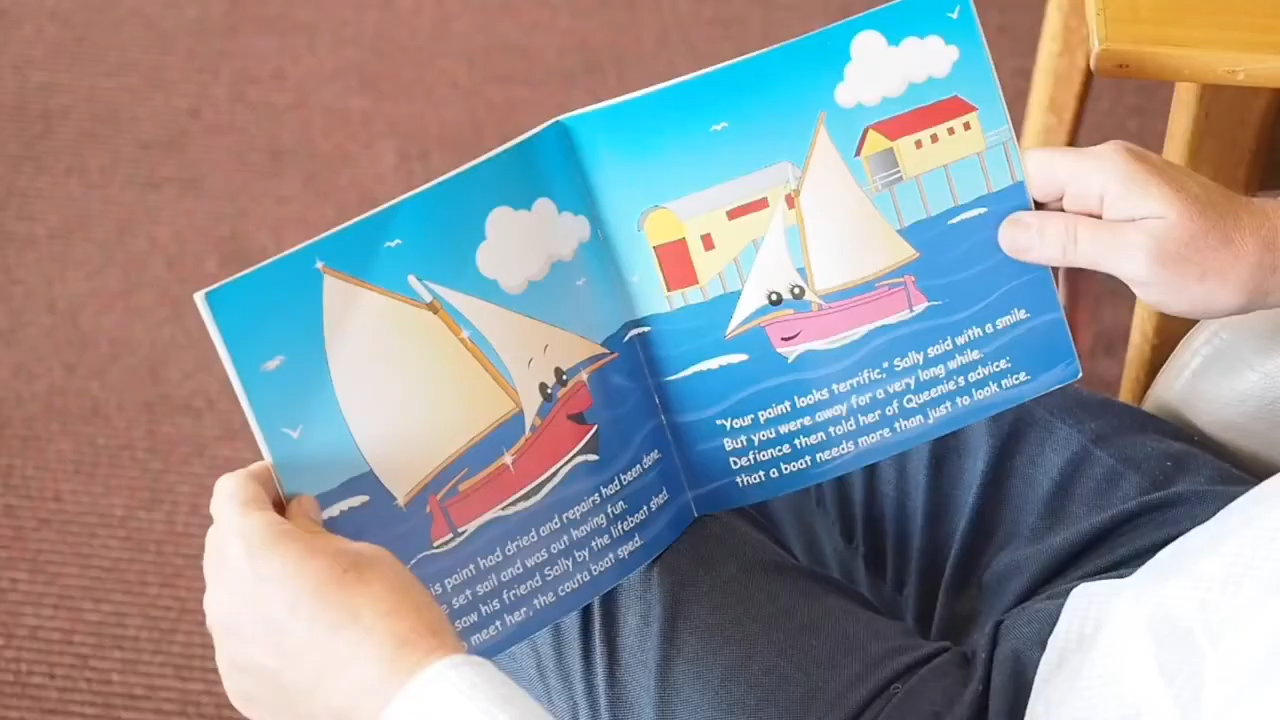 is paint had dried and repairs had been done,
set sail and was out having fun.
saw his friend Sally by the lifeboat shed
meet her, the couta boat sped.
"Your paint looks terrific," Sally said with a smile.
But you were away for a very long while.
Defiance then told her of Queenie's advice;
that a boat needs more than just to look nice.